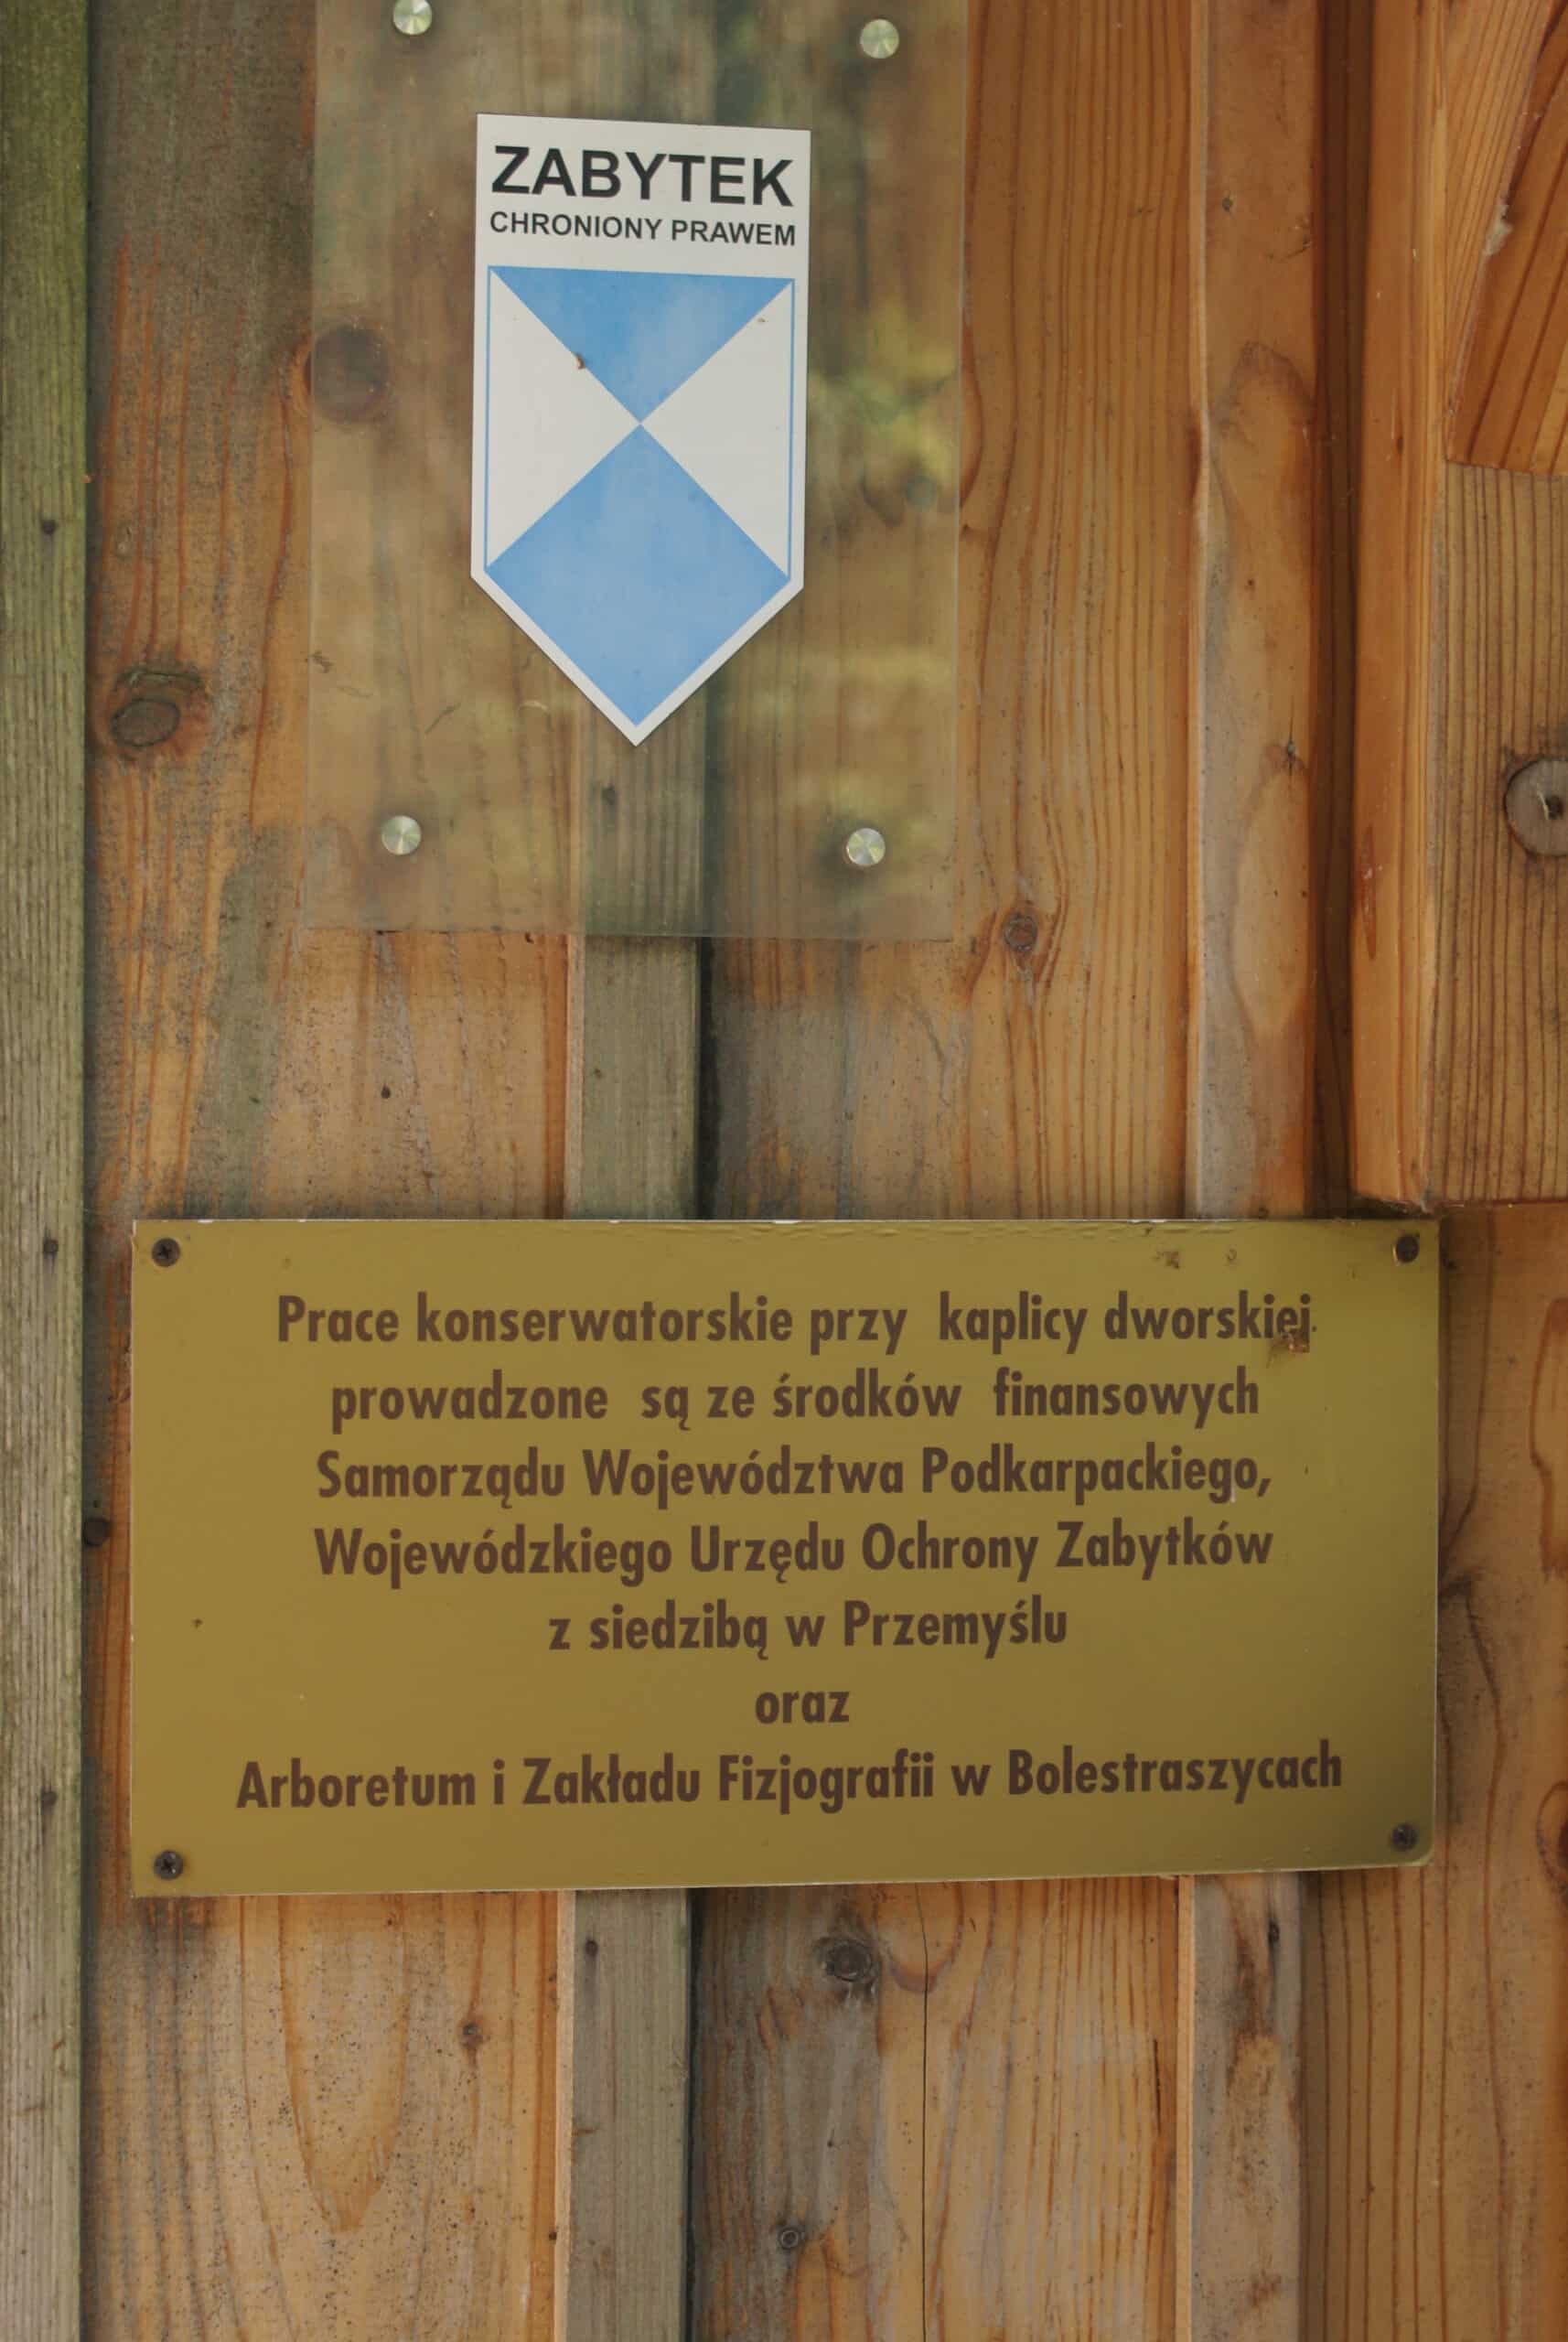 ZABYTEK
CHRONIONY PRAWEM
Prace konserwatorskie przy kaplicy dworskiej
prowadzone są ze środków finansowych
Samorządu Województwa Podkarpackiego,
Wojewódzkiego Urzędu Ochrony Zabytków
z siedzibą w Przemyślu
oraz
Arboretum i Zakładu Fizjografii w Bolestraszycach